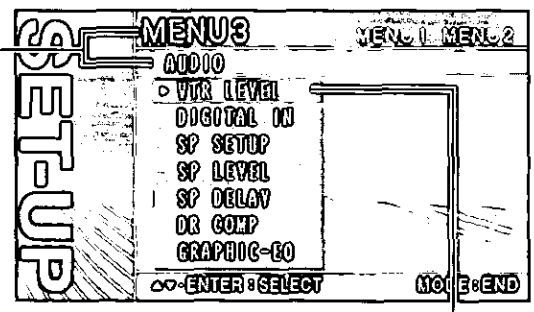 SET-UP
MENU3 MENU1 MENU2
AUDIO
VTR LEVEL
DIGITAL IN
SP SETUP
SP LEVEL
SP DELAY
DR COMP
GRAPHIC-EQ
△▽·ENTER:SELECT MODE:END